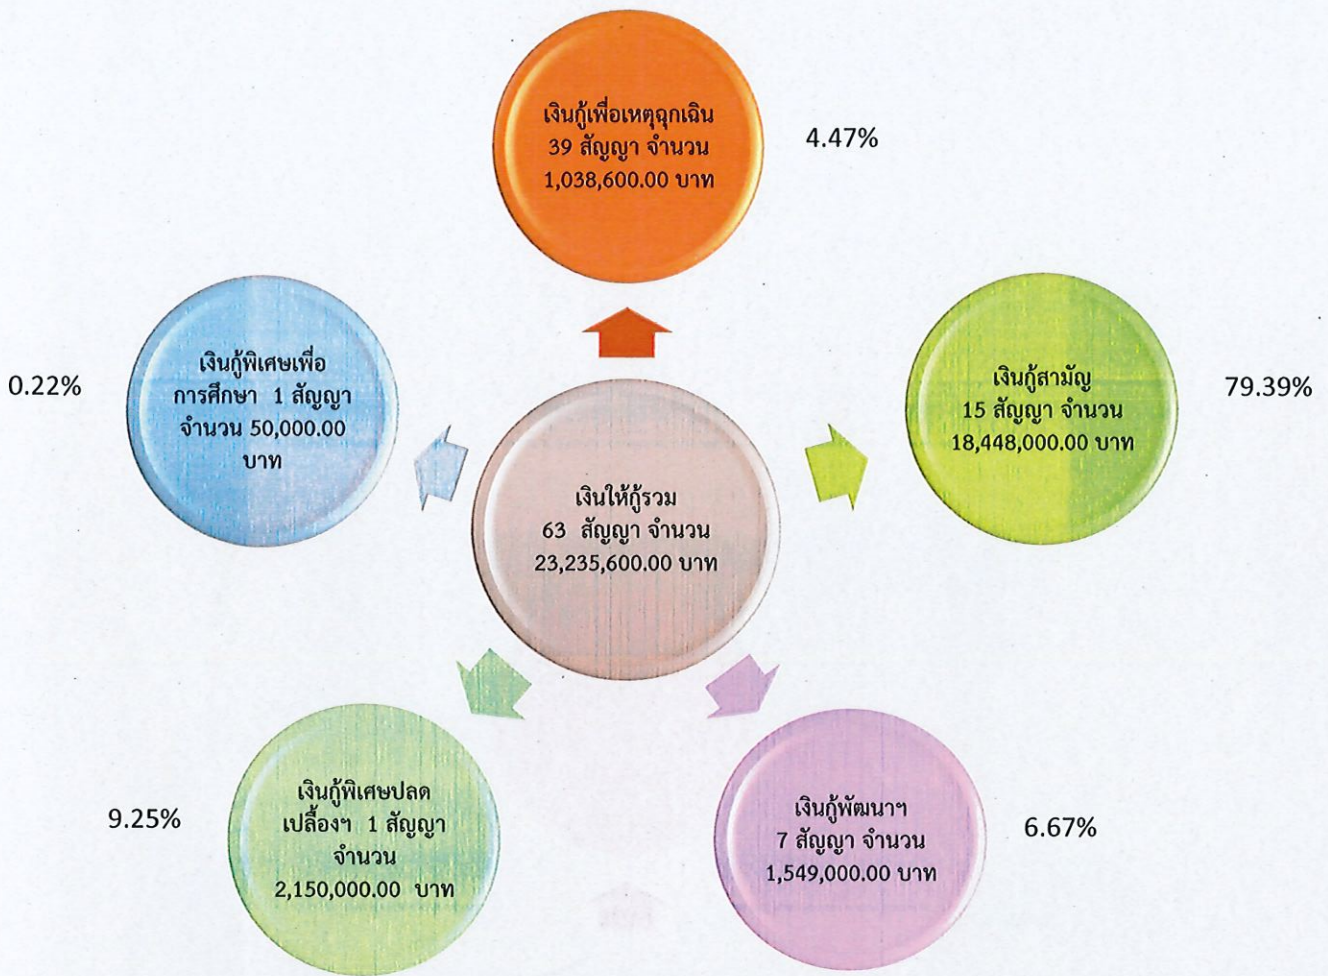 เงินกู้เพื่อเหตุฉุกเฉิน
39 สัญญา จำนวน
1,038,600.00 บาท
4.47%
เงินกู้พิเศษเพื่อ
การศึกษา 1 สัญญา
จำนวน 50,000.00
บาท
0.22%
เงินกู้สามัญ
15 สัญญา จำนวน
18,448,000.00 บาท
79.39%
เงินให้กู้รวม
63 สัญญา จำนวน
23,235,600.00 บาท
เงินกู้พิเศษปลด
เปลื้องฯ 1 สัญญา
จำนวน
2,150,000.00 บาท
9.25%
เงินกู้พัฒนาฯ
7 สัญญา จำนวน
1,549,000.00 บาท
6.67%